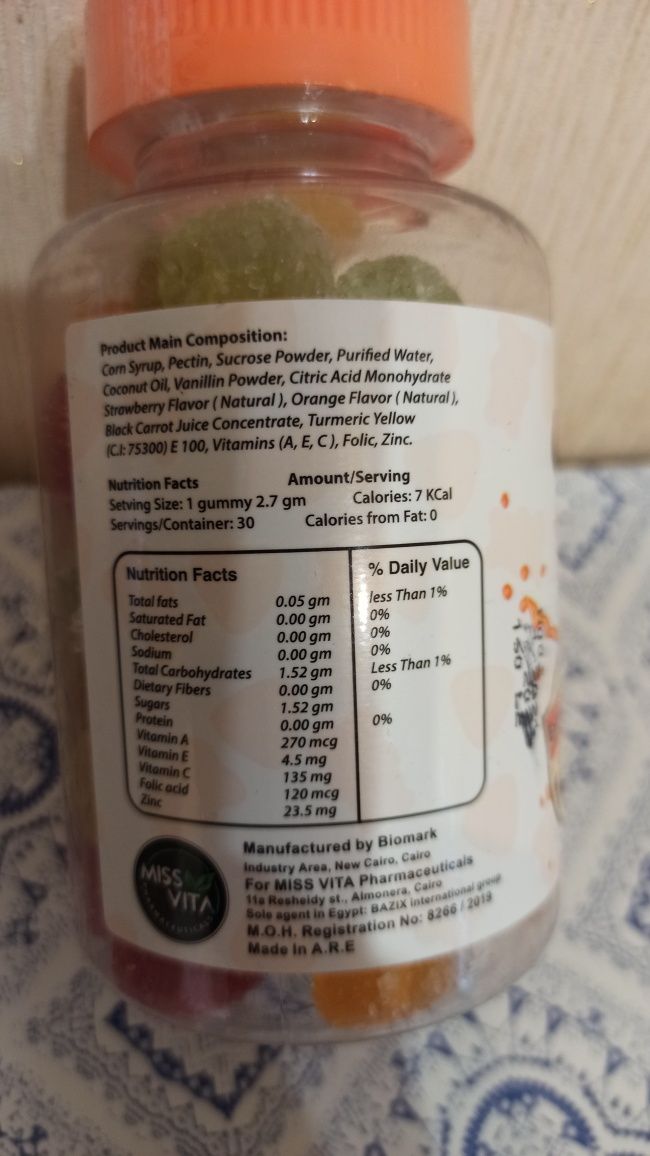 Product Main Composition:
Corn Syrup, Pectin, Sucrose Powder, Purified Water,
Coconut Oil, Vanillin Powder, Citric Acid Monohydrate
Strawberry Flavor ( Natural ), Orange Flavor ( Natural ),
Black Carrot Juice Concentrate, Turmeric Yellow
(C.I: 75300) E 100, Vitamins (A, E, C ), Folic, Zinc.
Nutrition Facts Amount/Serving
Setving Size: 1 gummy 2.7 gm Calories: 7 KCal
Servings/Container: 30 Calories from Fat: 0
Nutrition Facts % Daily Value
Total fats 0.05 gm less Than 1%
Saturated Fat 0.00 gm 0%
Cholesterol 0.00 gm 0%
Sodium 0.00 gm 0%
Total Carbohydrates 1.52 gm Less Than 1%
Dietary Fibers 0.00 gm 0%
Sugars 1.52 gm
Protein 0.00 gm 0%
Vitamin A 270 mcg
Vitamin E 4.5 mg
Vitamin C 135 mg
Folic acid 120 mcg
Zinc 23.5 mg
MISS
VITA
PHARMACEUTICALS
Manufactured by Biomark
Industry Area, New Cairo, Cairo
For MISS VITA Pharmaceuticals
11a Resheidy st., Almonera, Cairo
Sole agent in Egypt: BAZIX international group
M.O.H. Registration No: 8266 / 2019
Made In A.R.E